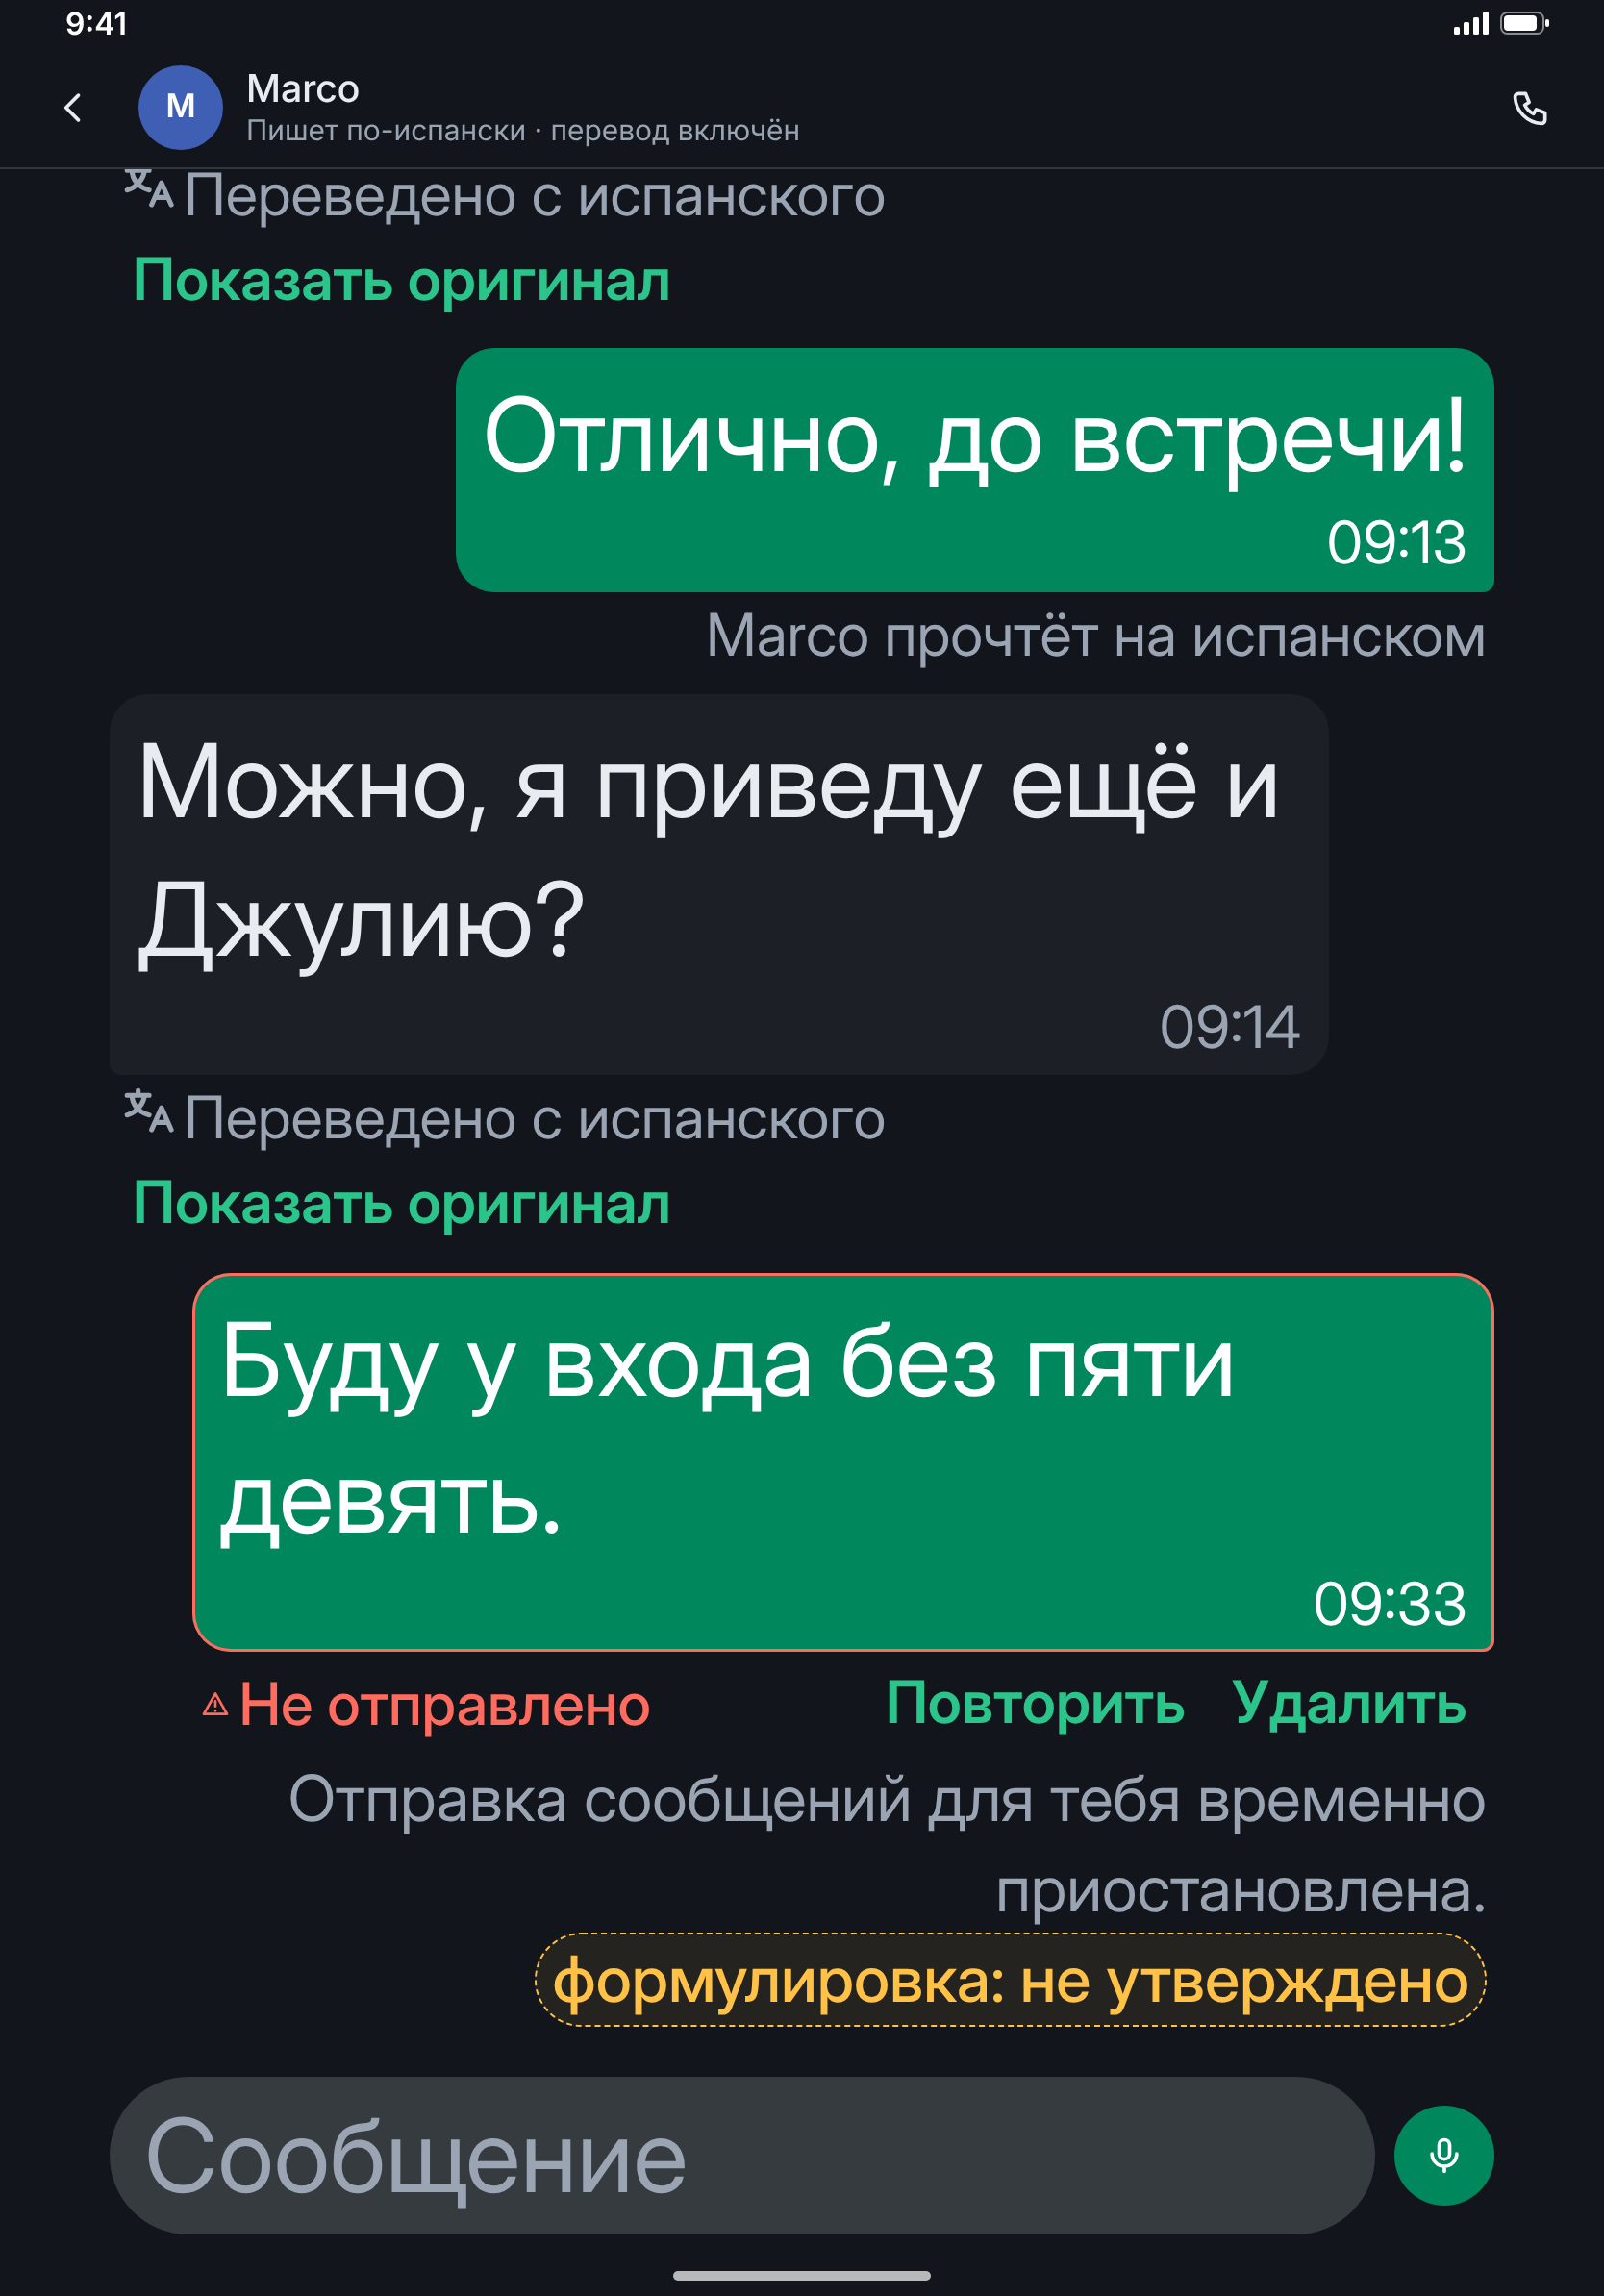 9:41
M
Marco
Пишет по-испански · перевод включён
Переведено с испанского
Показать оригинал
Отлично, до встречи!
09:13
Marco прочтёт на испанском
Можно, я приведу ещё и
Джулию?
09:14
Переведено с испанского
Показать оригинал
Буду у входа без пяти
девять.
09:33
Не отправлено
Повторить Удалить
Отправка сообщений для тебя временно
приостановлена.
формулировка: не утверждено
Сообщение